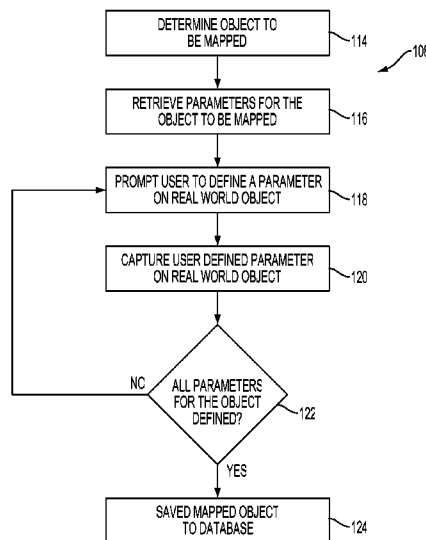 DETERMINE OBJECT TO
BE MAPPED
114
108
RETRIEVE PARAMETERS FOR THE
OBJECT TO BE MAPPED
116
PROMPT USER TO DEFINE A PARAMETER
ON REAL WORLD OBJECT
118
CAPTURE USER DEFINED PARAMETER
ON REAL WORLD OBJECT
120
NO
ALL PARAMETERS
FOR THE OBJECT
DEFINED?
122
YES
SAVED MAPPED OBJECT
TO DATABASE
124